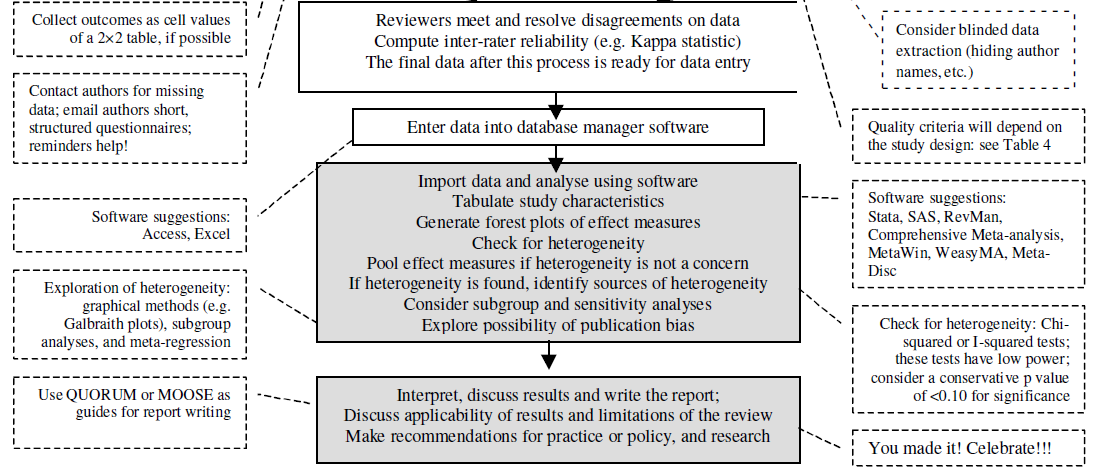 Collect outcomes as cell values
of a 2×2 table, if possible
Contact authors for missing
data; email authors short,
structured questionnaires;
reminders help!
Software suggestions:
Access, Excel
Exploration of heterogeneity:
graphical methods (e.g.
Galbraith plots), subgroup
analyses, and meta-regression
Use QUORUM or MOOSE as
guides for report writing
Reviewers meet and resolve disagreements on data
Compute inter-rater reliability (e.g. Kappa statistic)
The final data after this process is ready for data entry
Enter data into database manager software
Import data and analyse using software
Tabulate study characteristics
Generate forest plots of effect measures
Check for heterogeneity
Pool effect measures if heterogeneity is not a concern
If heterogeneity is found, identify sources of heterogeneity
Consider subgroup and sensitivity analyses
Explore possibility of publication bias
Interpret, discuss results and write the report;
Discuss applicability of results and limitations of the review
Make recommendations for practice or policy, and research
Consider blinded data
extraction (hiding author
names, etc.)
Quality criteria will depend on
the study design: see Table 4
Software suggestions:
Stata, SAS, RevMan,
Comprehensive Meta-analysis,
MetaWin, WeasyMA, Meta-
Disc
Check for heterogeneity: Chi-
squared or I-squared tests;
these tests have low power;
consider a conservative p value
of <0.10 for significance
You made it! Celebrate!!!